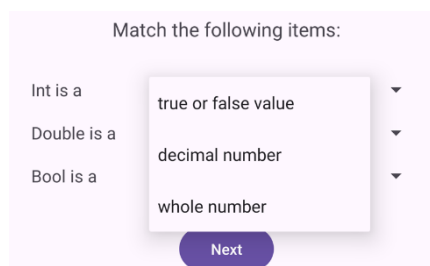 Match the following items:
Int is a
true or false value
Double is a
decimal number
Bool is a
whole number
Next